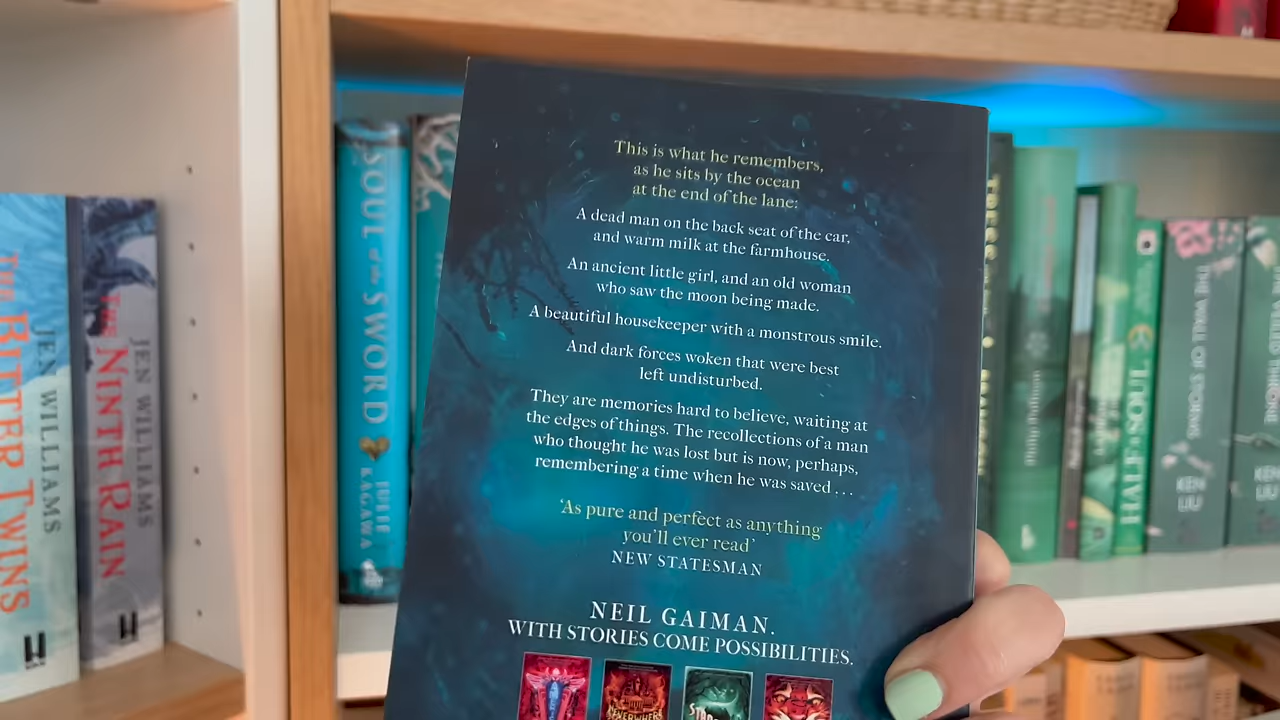 This is what he remembers,
as he sits by the ocean
at the end of the lane:
A dead man on the back seat of the car,
and warm milk at the farmhouse.
An ancient little girl, and an old woman
who saw the moon being made.
A beautiful housekeeper with a monstrous smile.
And dark forces woken that were best
left undisturbed.
They are memories hard to believe, waiting at
the edges of things. The recollections of a man
who thought he was lost but is now, perhaps,
remembering a time when he was saved . . .
‘As pure and perfect as anything
you’ll ever read’
NEW STATESMAN
NEIL GAIMAN.
WITH STORIES COME POSSIBILITIES.
NEVERWHERE
THE BITTER TWINS
JEN WILLIAMS
THE NINTH RAIN
JEN WILLIAMS
SOUL of the SWORD
JULIE KAGAWA
HALF A SOUL
THE WALL OF STORMS
KEN LIU
KEN LIU